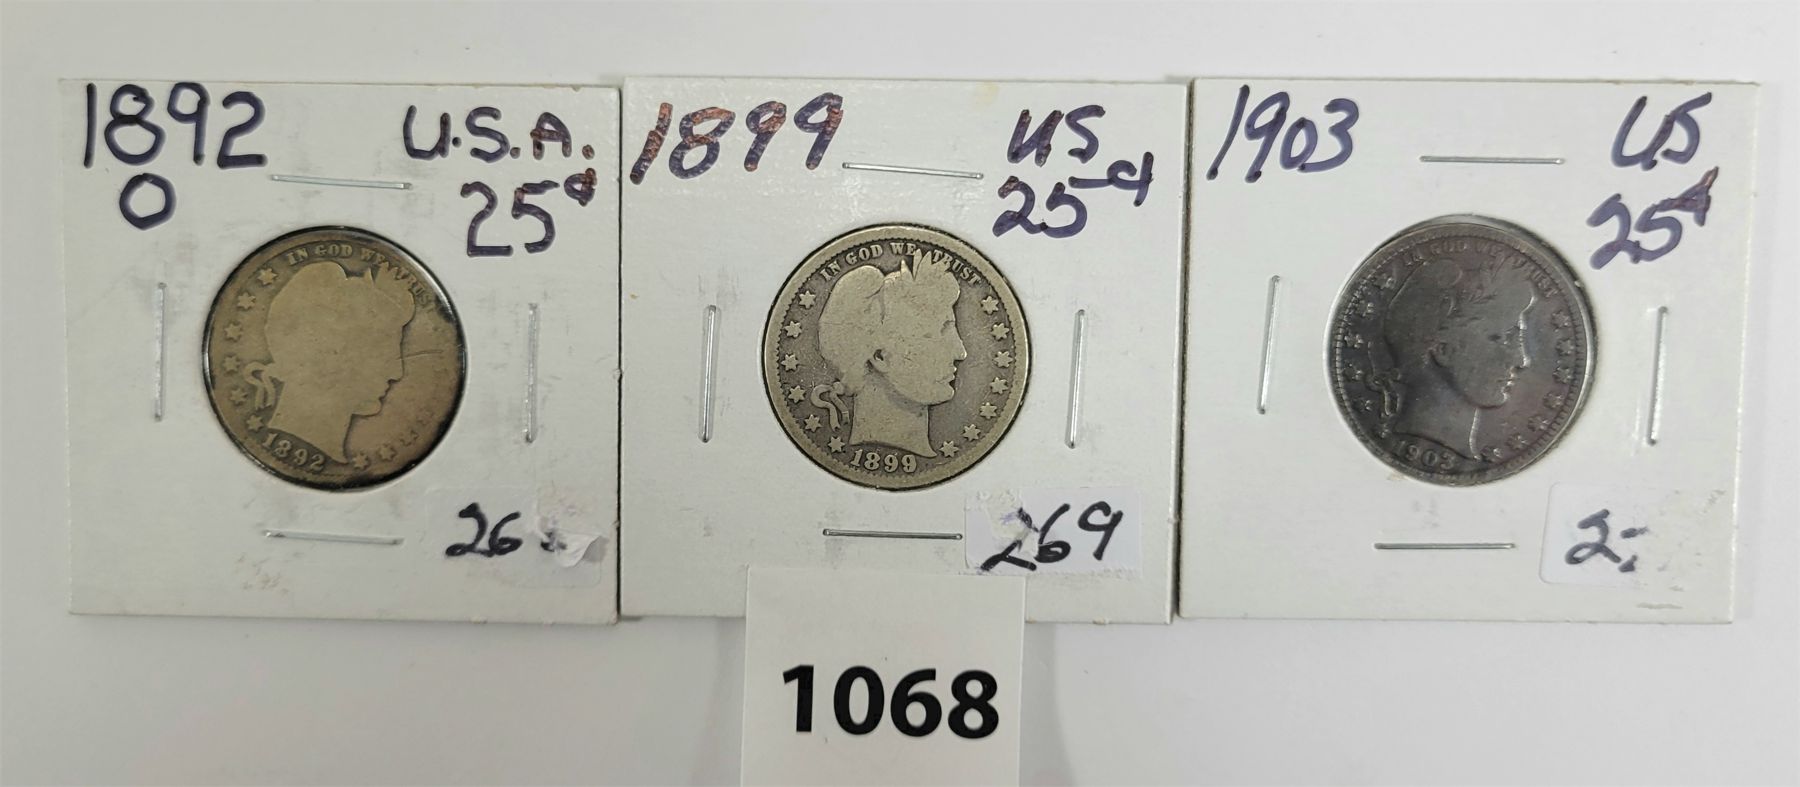 1892 U.S.A.
O 25¢
IN GOD WE TRUST
1892
26
1899 US
25¢
IN GOD WE TRUST
1899
269
1903 US
25¢
IN GOD WE TRUST
1903
2
1068